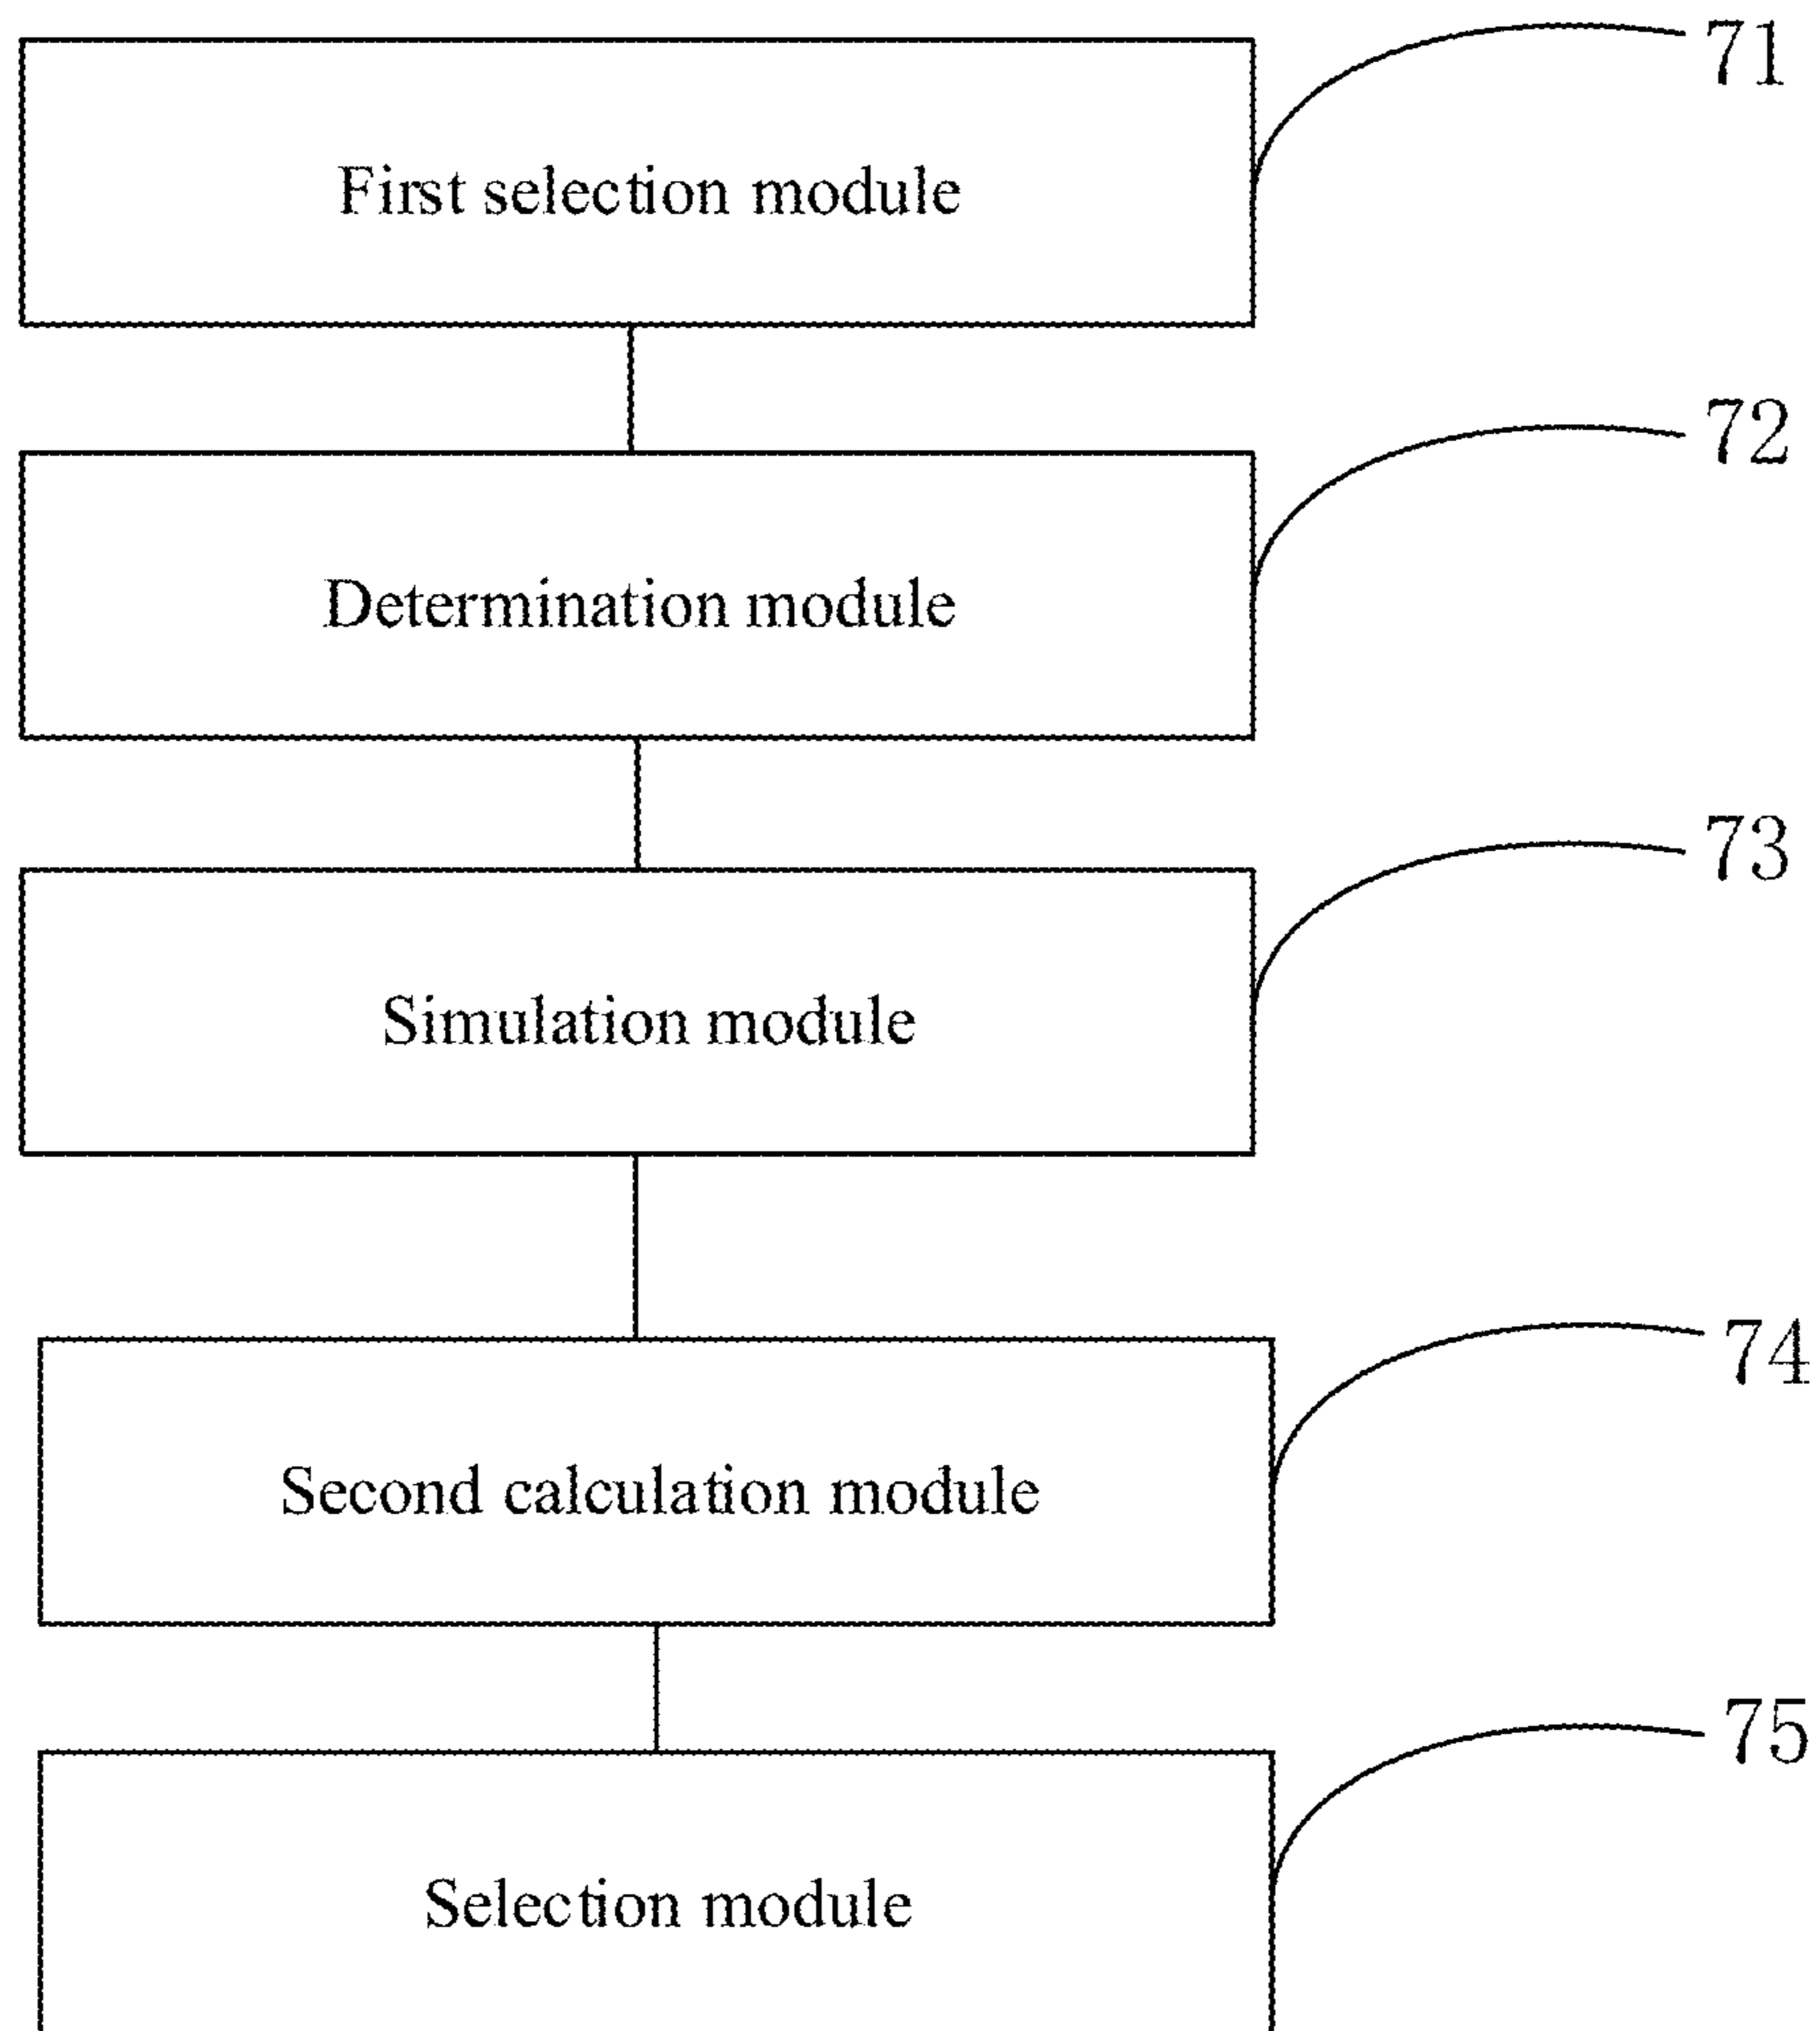 71
First selection module
72
Determination module
73
Simulation module
74
Second calculation module
75
Selection module